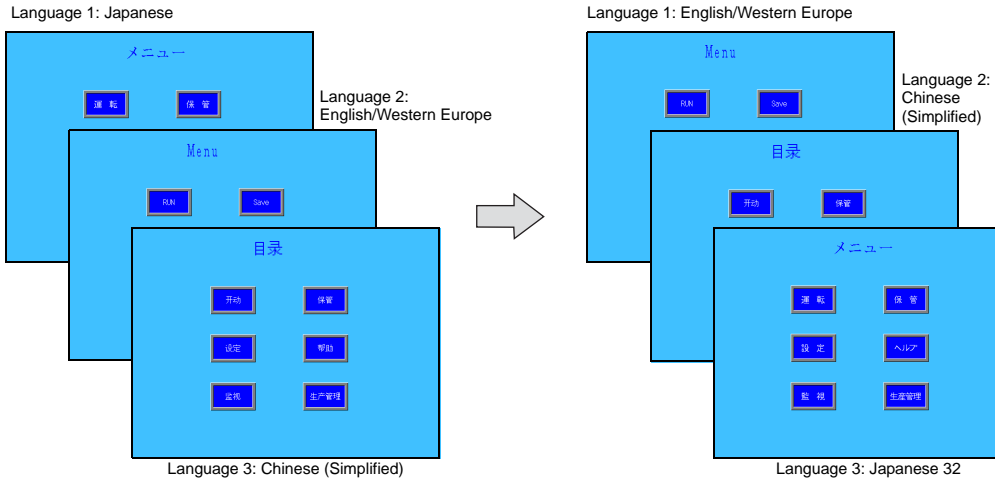 Language 1: Japanese
メニュー
運 転
保 管
Language 2:
English/Western Europe
Menu
RUN
Save
目录
开动
保管
设定
帮助
监视
生产管理
Language 3: Chinese (Simplified)
Language 1: English/Western Europe
Menu
RUN
Save
Language 2:
Chinese
(Simplified)
目录
开动
保管
メニュー
運 転
保 管
設 定
ヘルプ
監 視
生産管理
Language 3: Japanese 32